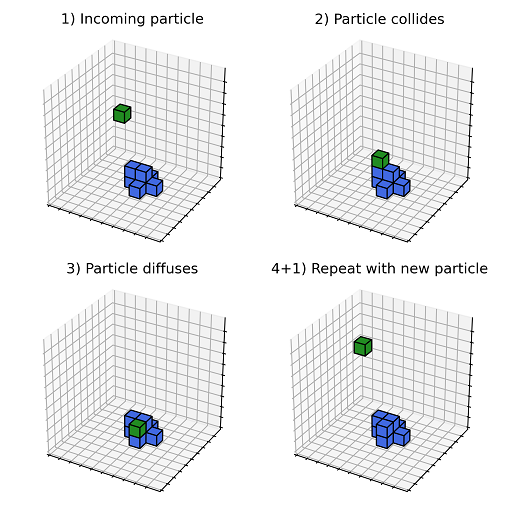 1) Incoming particle
2) Particle collides
3) Particle diffuses
4+1) Repeat with new particle